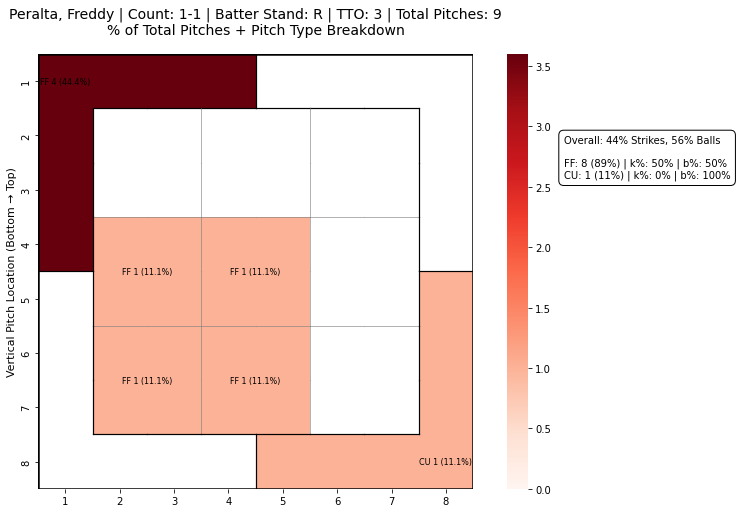 Peralta, Freddy | Count: 1-1 | Batter Stand: R | TTO: 3 | Total Pitches: 9
% of Total Pitches + Pitch Type Breakdown
Vertical Pitch Location (Bottom → Top)
1
2
3
4
5
6
7
8
FF 4 (44.4%)
FF 1 (11.1%)
FF 1 (11.1%)
FF 1 (11.1%)
FF 1 (11.1%)
CU 1 (11.1%)
1
2
3
4
5
6
7
8
3.5
3.0
2.5
2.0
1.5
1.0
0.5
0.0
Overall: 44% Strikes, 56% Balls
FF: 8 (89%) | k%: 50% | b%: 50%
CU: 1 (11%) | k%: 0% | b%: 100%